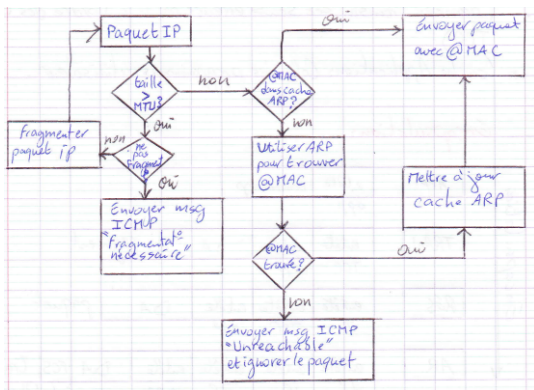 Paquet IP
taille
>
MTU?
non
oui
@MAC
dans cache
ARP?
oui
non
Envoyer paquet
avec @MAC
Fragmenter
paquet ip
non
ne
pas
Fragment
oui
Envoyer msg
ICMP
"Fragmentat°
nécessaire"
Utiliser ARP
pour trouver
@MAC
@MAC
trouvé?
oui
Mettre à jour
cache ARP
non
Envoyer msg ICMP
"Unreachable"
et ignorer le paquet